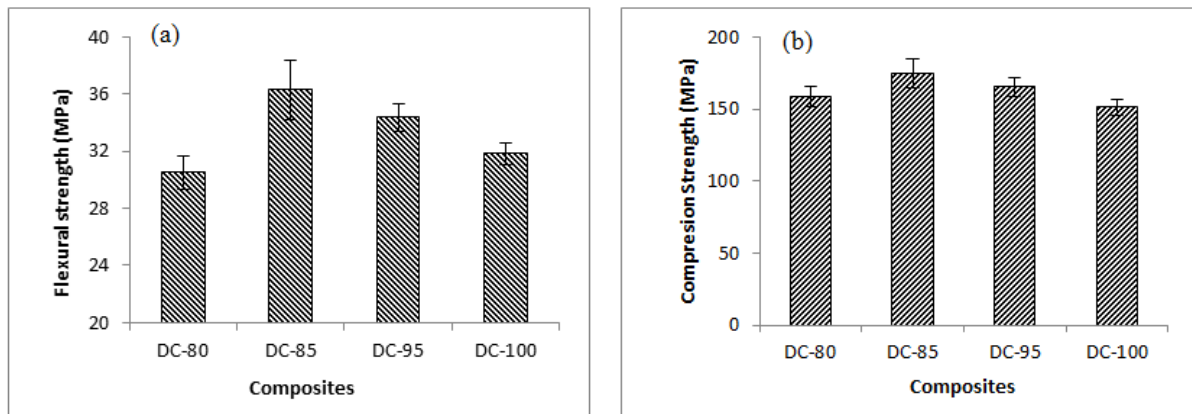 (a)
Flexural strength (MPa)
40
36
32
28
24
20
DC-80 DC-85 DC-95 DC-100
Composites
(b)
Compresion Strength (MPa)
200
150
100
50
0
DC-80 DC-85 DC-95 DC-100
Composites